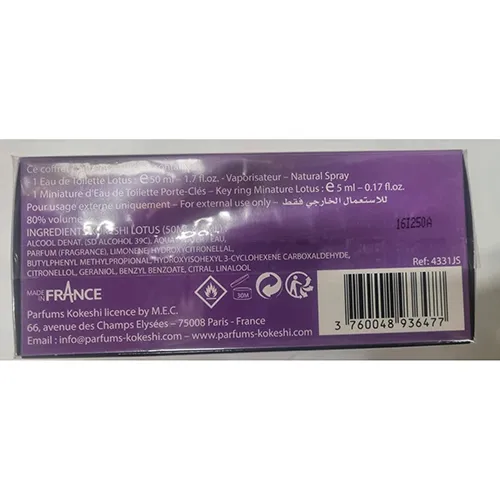 Ce coffret
1 Eau de Toilette Lotus : ℮ 50 ml - 1.7 fl.oz. - Vaporisateur – Natural Spray
1 Miniature d'Eau de Toilette Porte-Clés – Key ring Minature Lotus : ℮ 5 ml – 0.17 fl.oz.
Pour usage externe uniquement – For external use only – للاستعمال الخارجي فقط
80% volume
16I250A
INGREDIENTS LOTUS (50M
ALCOOL DENAT. (SD ALCOHOL 39C), AQUA
PARFUM (FRAGRANCE), LIMONENE, HYDROXYCITRONELLAL,
BUTYLPHENYL METHYLPROPIONAL, HYDROXYISOHEXYL 3-CYCLOHEXENE CARBOXALDEHYDE,
CITRONELLOL, GERANIOL, BENZYL BENZOATE, CITRAL, LINALOOL
Ref: 4331JS
MADE IN FRANCE
30M
Parfums Kokeshi licence by M.E.C.
66, avenue des Champs Elysées – 75008 Paris - France
Email : info@parfums-kokeshi.com – www.parfums-kokeshi.com
3 760048 936477